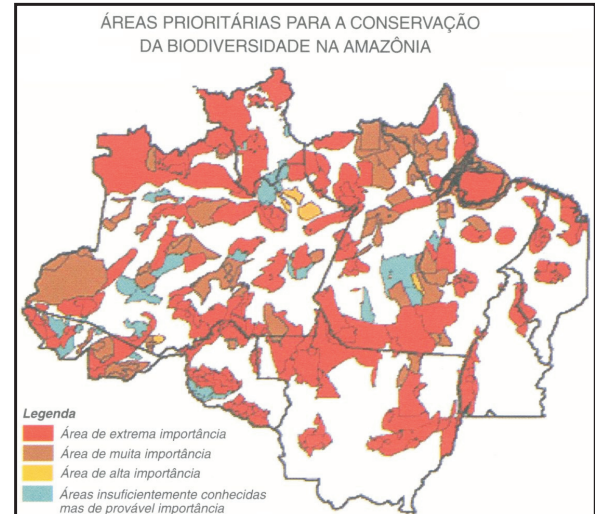 ÁREAS PRIORITÁRIAS PARA A CONSERVAÇÃO
DA BIODIVERSIDADE NA AMAZÔNIA
Legenda
Área de extrema importância
Área de muita importância
Área de alta importância
Áreas insuficientemente conhecidas
mas de provável importância